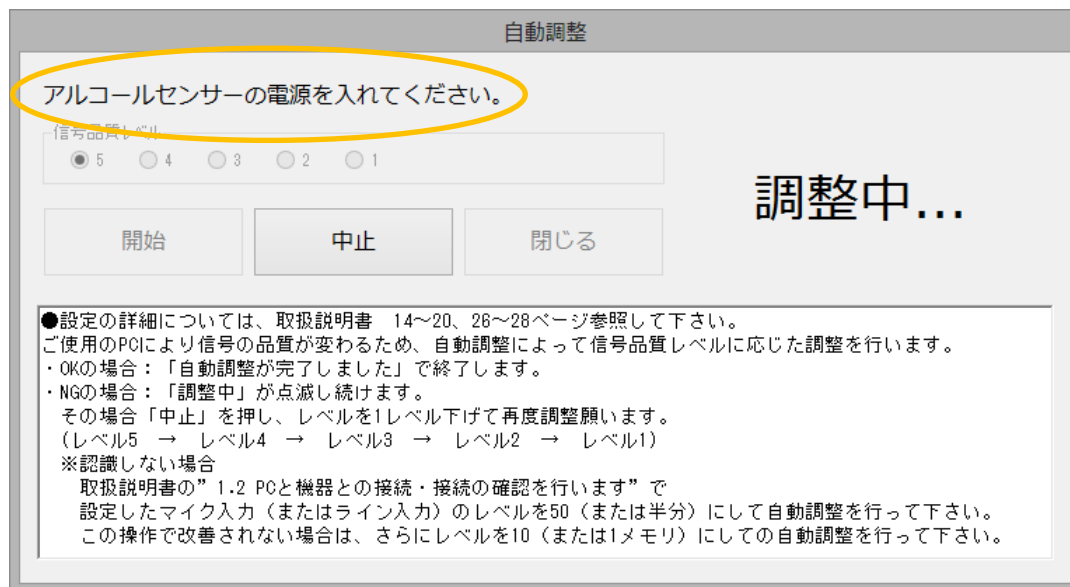 自動調整
アルコールセンサーの電源を入れてください。
信号品質レベル
5 4 3 2 1
調整中...
開始 中止 閉じる
●設定の詳細については、取扱説明書 14～20、26～28ページ参照して下さい。
ご使用のPCにより信号の品質が変わるため、自動調整によって信号品質レベルに応じた調整を行います。
・OKの場合：「自動調整が完了しました」で終了します。
・NGの場合：「調整中」が点滅し続けます。
その場合「中止」を押し、レベルを1レベル下げて再度調整願います。
(レベル5 → レベル4 → レベル3 → レベル2 → レベル1)
※認識しない場合
取扱説明書の”1.2 PCと機器との接続・接続の確認を行います”で
設定したマイク入力（またはライン入力）のレベルを50（または半分）にして自動調整を行って下さい。
この操作で改善されない場合は、さらにレベルを10（または1メモリ）にしての自動調整を行って下さい。